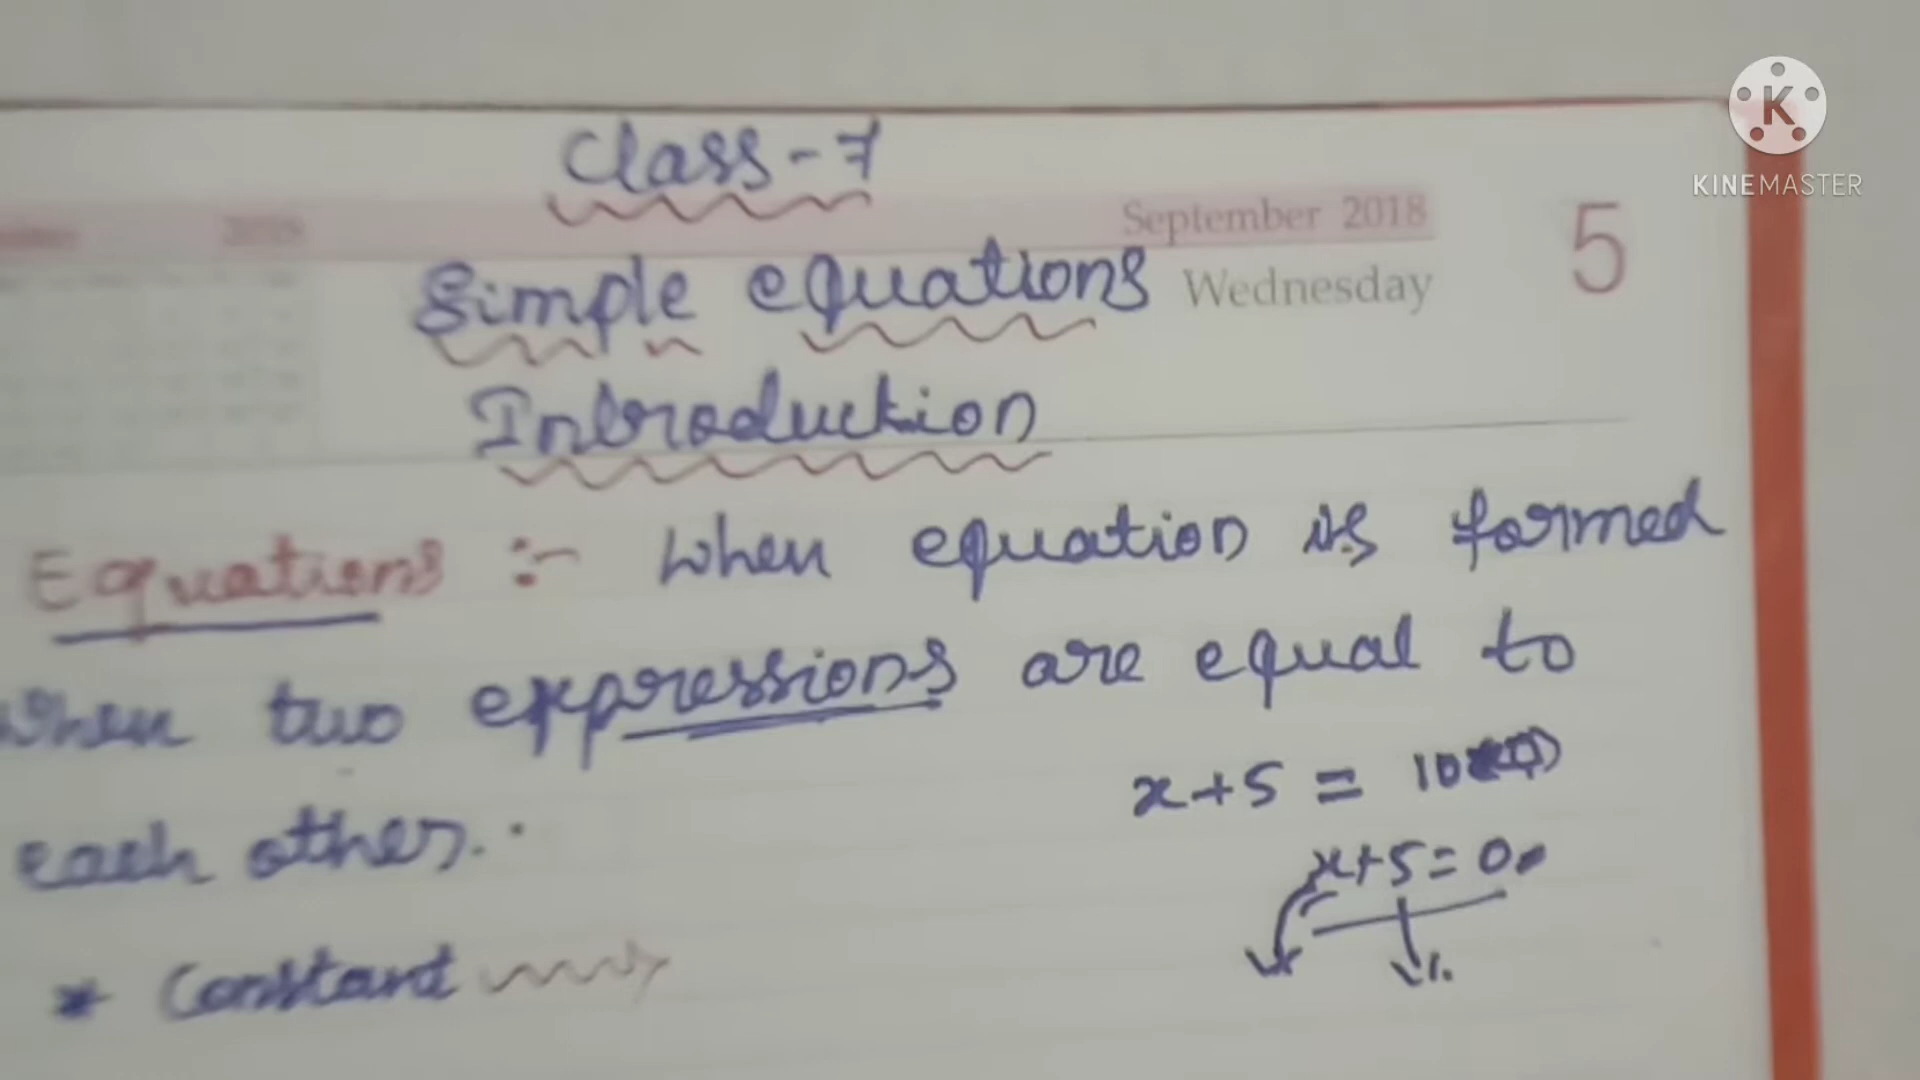 K
KINEMASTER
Class-7
2018
September 2018
5
Simple equations
Wednesday
Introduction
Equations :- When equation is formed
when two expressions are equal to
each other.
x+5 = 10
x+5=0
* Constant